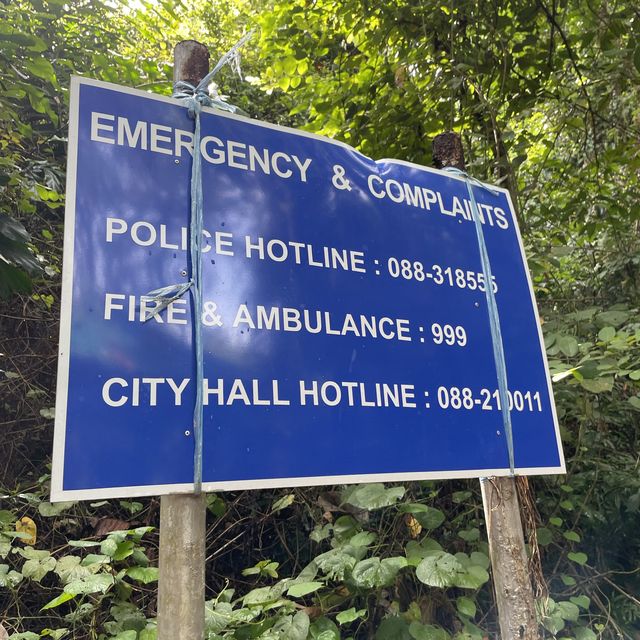 EMERGENCY & COMPLAINTS
POLICE HOTLINE : 088-318555
FIRE & AMBULANCE : 999
CITY HALL HOTLINE : 088-210011